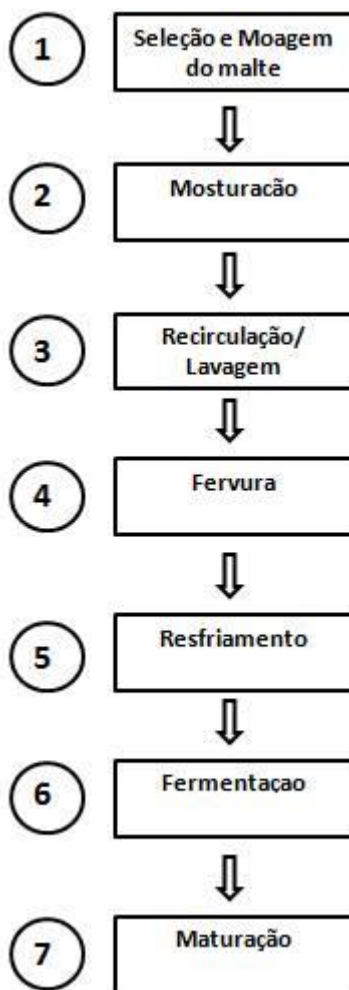 1
Seleção e Moagem
do malte
2
Mosturacão
3
Recirculação/
Lavagem
4
Fervura
5
Resfriamento
6
Fermentaçao
7
Maturação